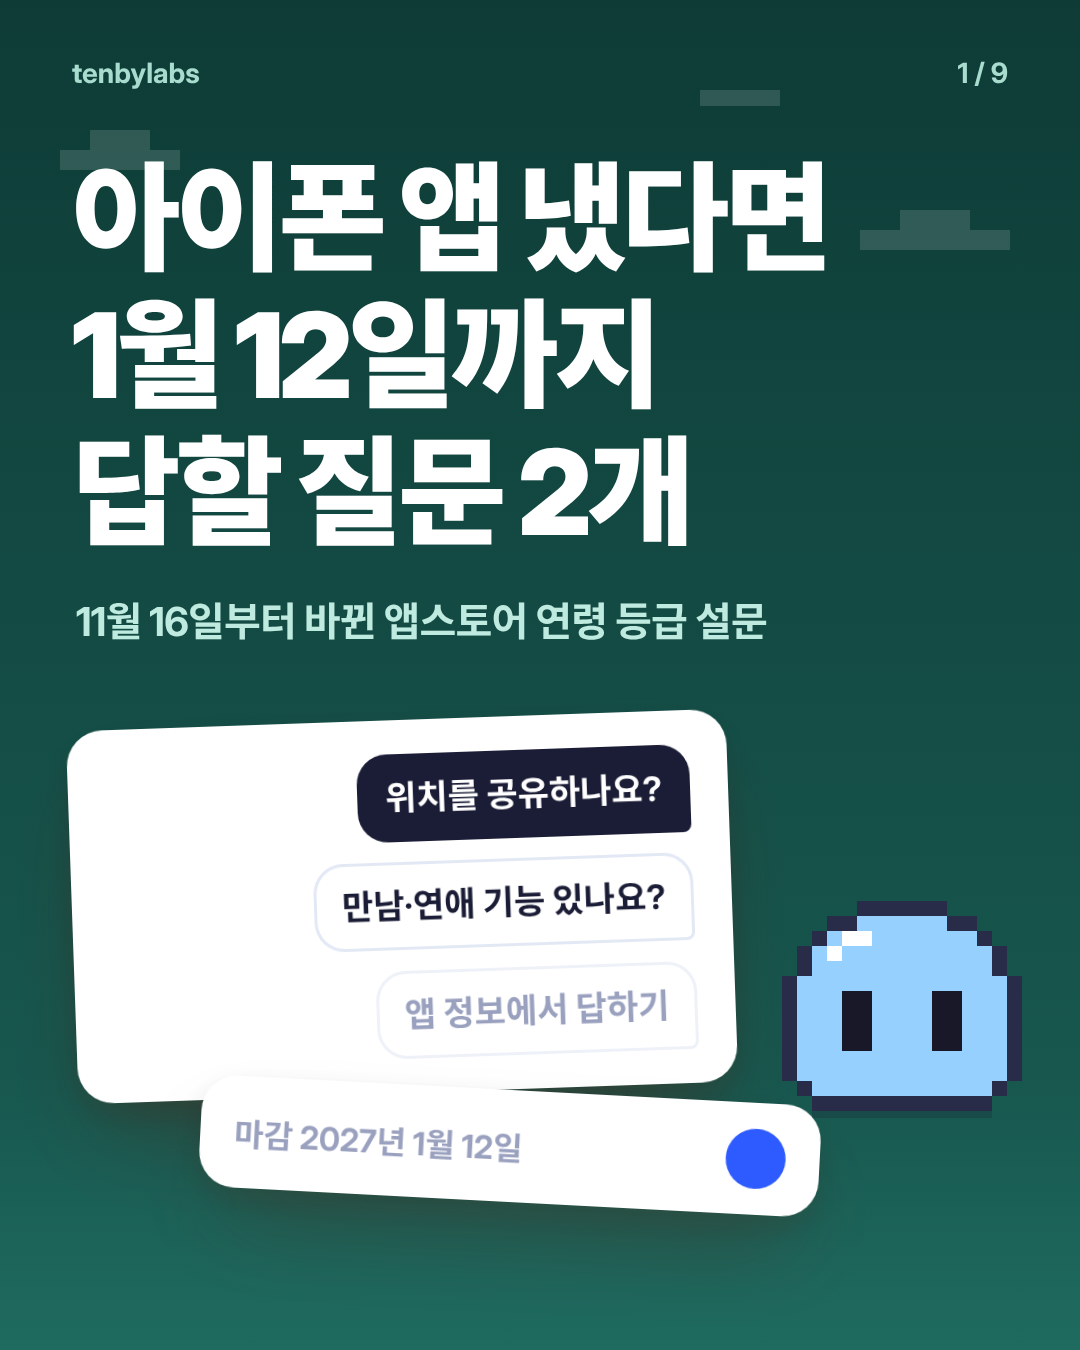 tenbylabs
1 / 9
아이폰 앱 냈다면
1월 12일까지
답할 질문 2개
11월 16일부터 바뀐 앱스토어 연령 등급 설문
위치를 공유하나요?
만남·연애 기능 있나요?
앱 정보에서 답하기
마감 2027년 1월 12일